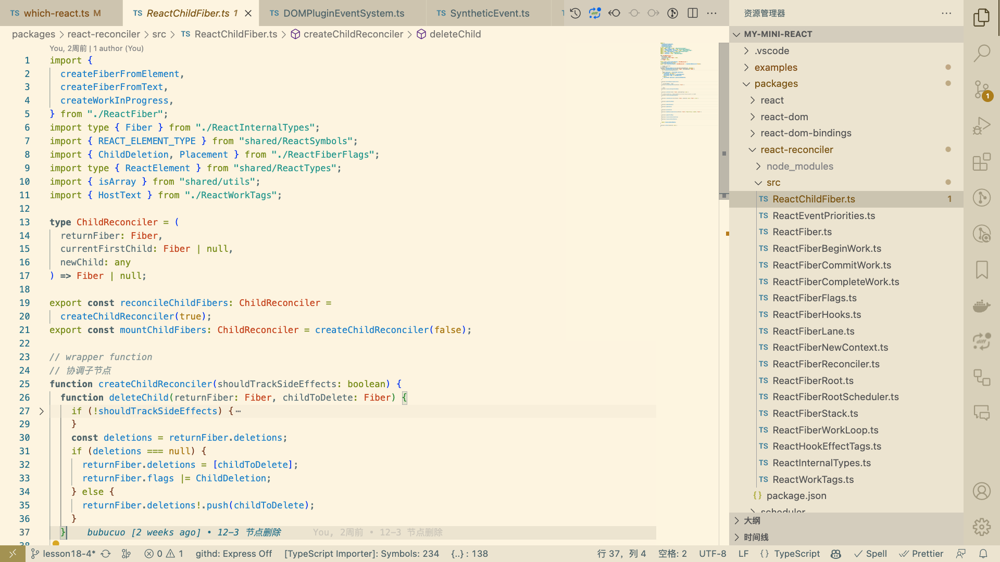 TS which-react.ts M TS ReactChildFiber.ts 1 TS DOMPluginEventSystem.ts TS SyntheticEvent.ts
packages react-reconciler src TS ReactChildFiber.ts createChildReconciler deleteChild
You, 2周前 | 1 author (You)
1 import {
2 createFiberFromElement,
3 createFiberFromText,
4 createWorkInProgress,
5 } from "./ReactFiber";
6 import type { Fiber } from "./ReactInternalTypes";
7 import { REACT_ELEMENT_TYPE } from "shared/ReactSymbols";
8 import { ChildDeletion, Placement } from "./ReactFiberFlags";
9 import type { ReactElement } from "shared/ReactTypes";
10 import { isArray } from "shared/utils";
11 import { HostText } from "./ReactWorkTags";
12
13 type ChildReconciler = (
14 returnFiber: Fiber,
15 currentFirstChild: Fiber | null,
16 newChild: any
17 ) => Fiber | null;
18
19 export const reconcileChildFibers: ChildReconciler =
20 createChildReconciler(true);
21 export const mountChildFibers: ChildReconciler = createChildReconciler(false);
22
23 // wrapper function
24 // 协调子节点
25 function createChildReconciler(shouldTrackSideEffects: boolean) {
26 function deleteChild(returnFiber: Fiber, childToDelete: Fiber) {
27 if (!shouldTrackSideEffects) {⋯
29 }
30 const deletions = returnFiber.deletions;
31 if (deletions === null) {
32 returnFiber.deletions = [childToDelete];
33 returnFiber.flags |= ChildDeletion;
34 } else {
35 returnFiber.deletions!.push(childToDelete);
36 }
37 } bubucuo [2 weeks ago] • 12-3 节点删除 You, 2周前 • 12-3 节点删除
38
资源管理器
MY-MINI-REACT
.vscode
examples
packages
react
react-dom
react-dom-bindings
react-reconciler
node_modules
src
TS ReactChildFiber.ts 1
TS ReactEventPriorities.ts
TS ReactFiber.ts
TS ReactFiberBeginWork.ts
TS ReactFiberCommitWork.ts
TS ReactFiberCompleteWork.ts
TS ReactFiberFlags.ts
TS ReactFiberHooks.ts
TS ReactFiberLane.ts
TS ReactFiberNewContext.ts
TS ReactFiberReconciler.ts
TS ReactFiberRoot.ts
TS ReactFiberRootScheduler.ts
TS ReactFiberStack.ts
TS ReactFiberWorkLoop.ts
TS ReactHookEffectTags.ts
TS ReactInternalTypes.ts
TS ReactWorkTags.ts
{} package.json
scheduler
大纲
时间线
1
diff
diff
lesson18-4* 0 1 githd: Express Off [TypeScript Importer]: Symbols: 234 {..} : 138 行 37，列 4 空格: 2 UTF-8 LF {} TypeScript Spell Prettier